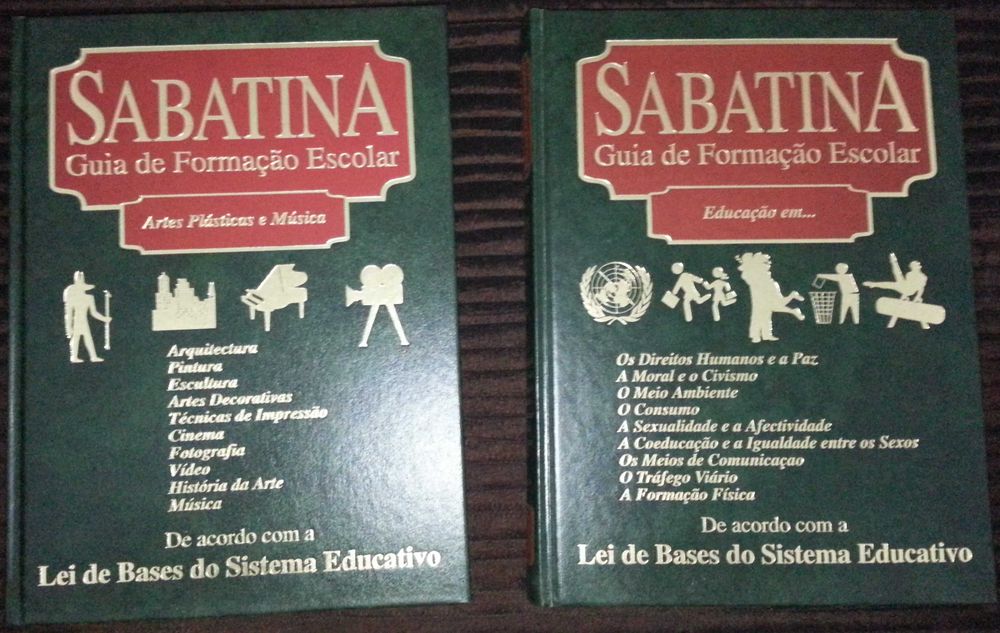 SABATINA
Guia de Formação Escolar
Artes Plásticas e Música
Arquitectura
Pintura
Escultura
Artes Decorativas
Técnicas de Impressão
Cinema
Fotografia
Vídeo
História da Arte
Música
De acordo com a
Lei de Bases do Sistema Educativo
SABATINA
Guia de Formação Escolar
Educação em...
Os Direitos Humanos e a Paz
A Moral e o Civismo
O Meio Ambiente
O Consumo
A Sexualidade e a Afectividade
A Coeducação e a Igualdade entre os Sexos
Os Meios de Comunicaçao
O Tráfego Viário
A Formação Física
De acordo com a
Lei de Bases do Sistema Educativo